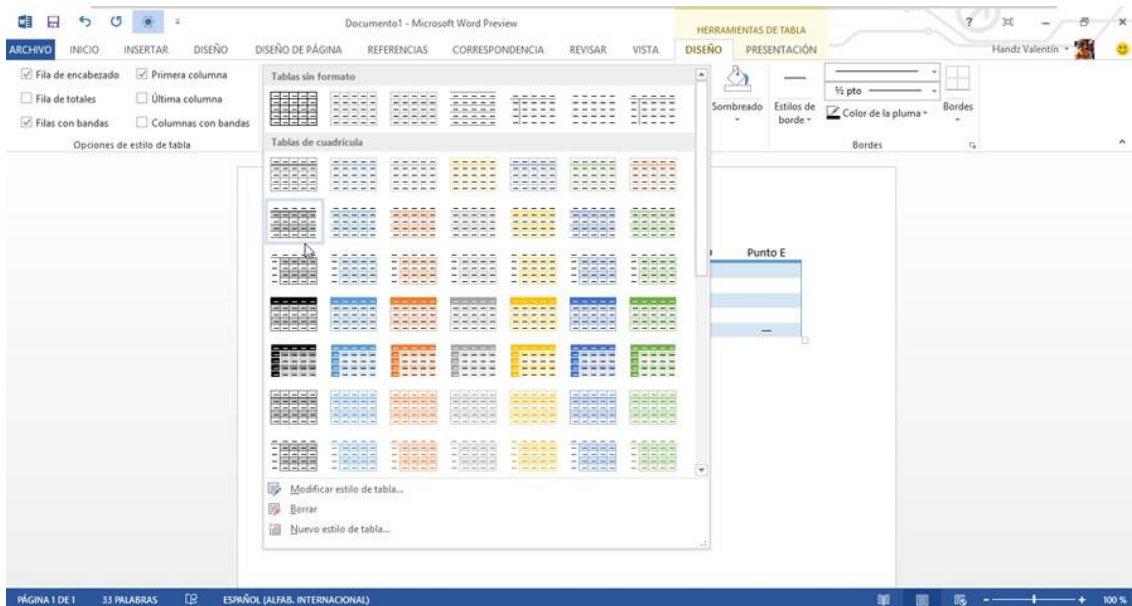 Documento1 - Microsoft Word Preview
HERRAMIENTAS DE TABLA
?
ARCHIVO INICIO INSERTAR DISEÑO DISEÑO DE PÁGINA REFERENCIAS CORRESPONDENCIA REVISAR VISTA DISEÑO PRESENTACIÓN Handz Valentin
Fila de encabezado Primera columna
Fila de totales Última columna
Filas con bandas Columnas con bandas
Opciones de estilo de tabla
Tablas sin formato
Tablas de cuadrícula
Modificar estilo de tabla...
Borrar
Nuevo estilo de tabla...
Sombreado
Estilos de borde
½ pto
Color de la pluma
Bordes
Bordes
Punto E
PÁGINA 1 DE 1 33 PALABRAS ESPAÑOL (ALFAB. INTERNACIONAL) 100 %